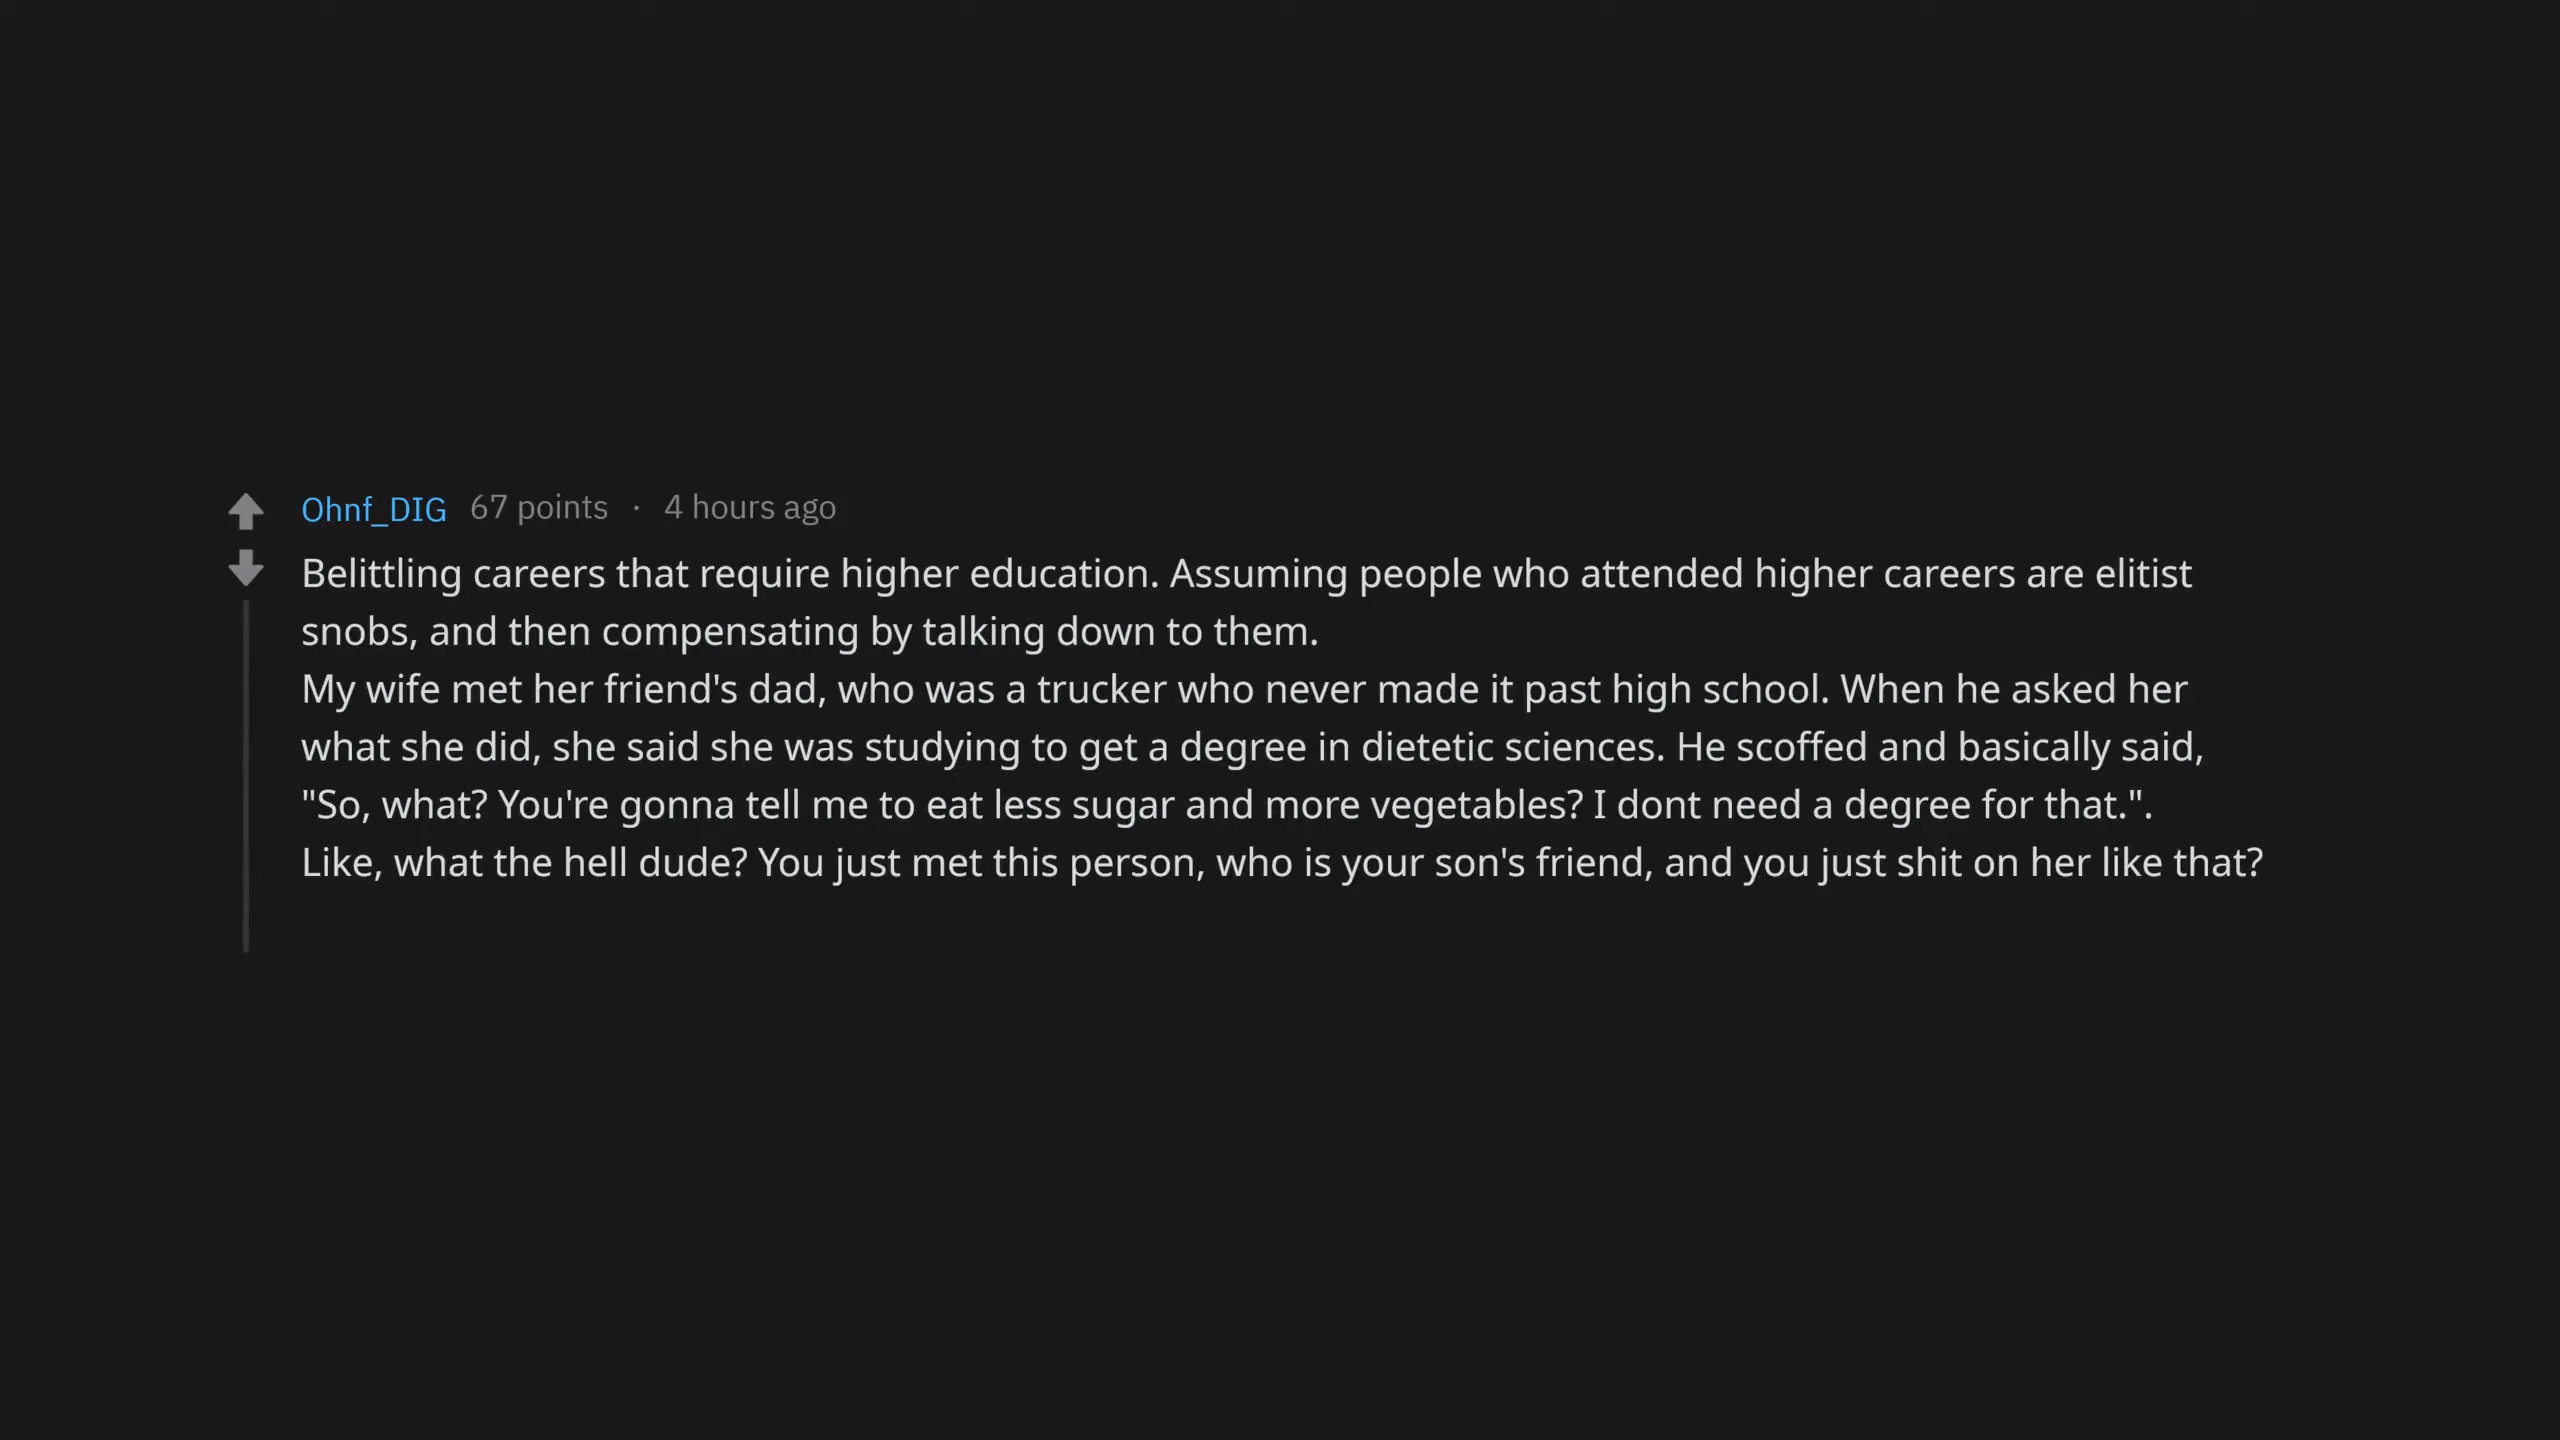 Ohnf_DIG 67 points · 4 hours ago
Belittling careers that require higher education. Assuming people who attended higher careers are elitist
snobs, and then compensating by talking down to them.
My wife met her friend's dad, who was a trucker who never made it past high school. When he asked her
what she did, she said she was studying to get a degree in dietetic sciences. He scoffed and basically said,
"So, what? You're gonna tell me to eat less sugar and more vegetables? I dont need a degree for that.".
Like, what the hell dude? You just met this person, who is your son's friend, and you just shit on her like that?